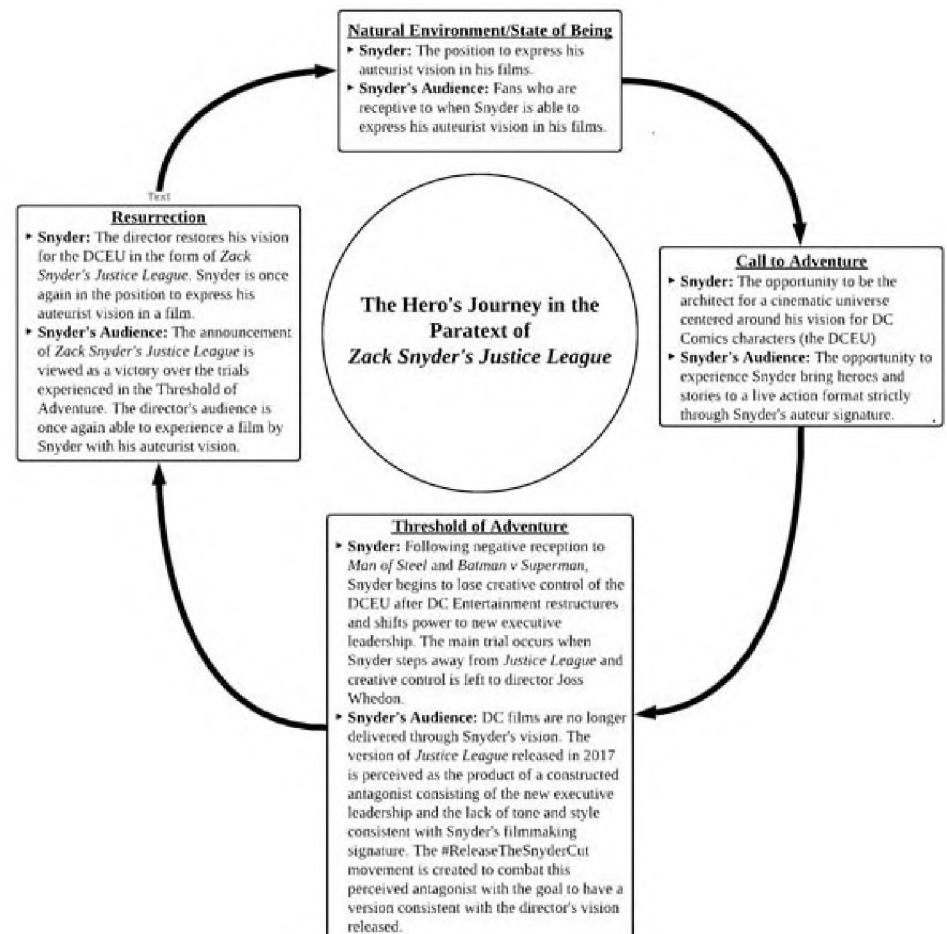 Natural Environment/State of Being
‣ Snyder: The position to express his
auteurist vision in his films.
‣ Snyder's Audience: Fans who are
receptive to when Snyder is able to
express his auteurist vision in his films.
Call to Adventure
‣ Snyder: The opportunity to be the
architect for a cinematic universe
centered around his vision for DC
Comics characters (the DCEU)
‣ Snyder's Audience: The opportunity to
experience Snyder bring heroes and
stories to a live action format strictly
through Snyder's auteur signature.
Threshold of Adventure
‣ Snyder: Following negative reception to
Man of Steel and Batman v Superman,
Snyder begins to lose creative control of the
DCEU after DC Entertainment restructures
and shifts power to new executive
leadership. The main trial occurs when
Snyder steps away from Justice League and
creative control is left to director Joss
Whedon.
‣ Snyder's Audience: DC films are no longer
delivered through Snyder's vision. The
version of Justice League released in 2017
is perceived as the product of a constructed
antagonist consisting of the new executive
leadership and the lack of tone and style
consistent with Snyder's filmmaking
signature. The #ReleaseTheSnyderCut
movement is created to combat this
perceived antagonist with the goal to have a
version consistent with the director's vision
released.
Text
Resurrection
‣ Snyder: The director restores his vision
for the DCEU in the form of Zack
Snyder's Justice League. Snyder is once
again in the position to express his
auteurist vision in a film.
‣ Snyder's Audience: The announcement
of Zack Snyder's Justice League is
viewed as a victory over the trials
experienced in the Threshold of
Adventure. The director's audience is
once again able to experience a film by
Snyder with his auteurist vision.
The Hero's Journey in the
Paratext of
Zack Snyder's Justice League